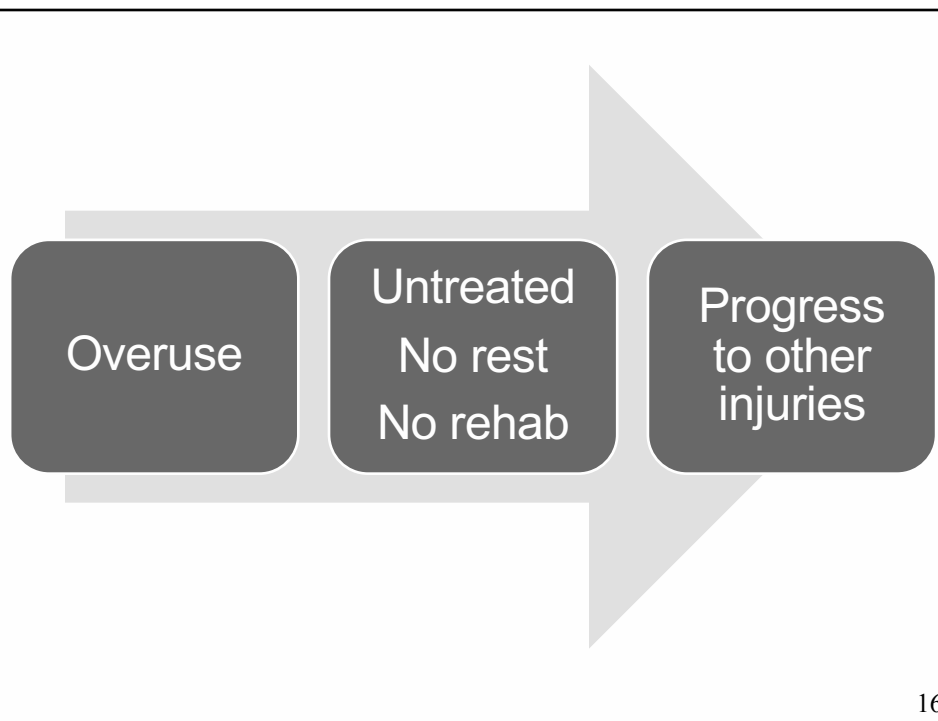 Overuse
Untreated
No rest
No rehab
Progress
to other
injuries
16